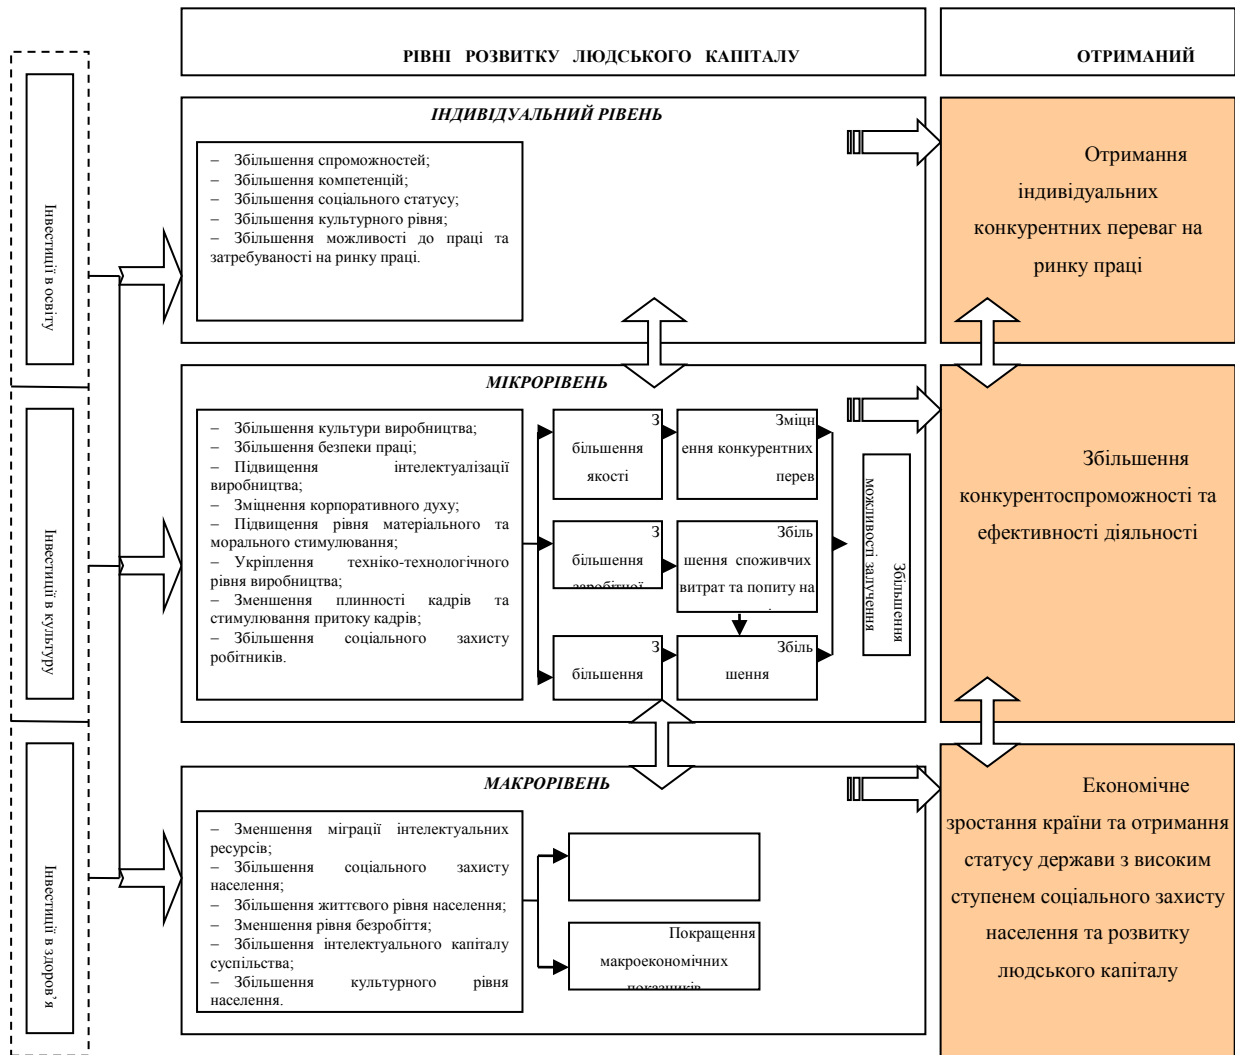 РІВНІ РОЗВИТКУ ЛЮДСЬКОГО КАПІТАЛУ
ОТРИМАНИЙ
Інвестиції в освіту
Інвестиції в культуру
Інвестиції в здоров’я
ІНДИВІДУАЛЬНИЙ РІВЕНЬ
– Збільшення спроможностей;
– Збільшення компетенцій;
– Збільшення соціального статусу;
– Збільшення культурного рівня;
– Збільшення можливості до праці та
затребуваності на ринку праці.
Отримання
індивідуальних
конкурентних переваг на
ринку праці
МІКРОРІВЕНЬ
– Збільшення культури виробництва;
– Збільшення безпеки праці;
– Підвищення інтелектуалізації
виробництва;
– Зміцнення корпоративного духу;
– Підвищення рівня матеріального та
морального стимулювання;
– Укріплення техніко-технологічного
рівня виробництва;
– Зменшення плинності кадрів та
стимулювання притоку кадрів;
– Збільшення соціального захисту
робітників.
З
більшення
якості
Зміцн
ення конкурентних
перев
З
більшення
заробітної
Збіль
шення споживчих
витрат та попиту на
З
більшення
Збіль
шення
Збільшення
можливості залучення
Збільшення
конкурентоспроможності та
ефективності діяльності
МАКРОРІВЕНЬ
– Зменшення міграції інтелектуальних
ресурсів;
– Збільшення соціального захисту
населення;
– Збільшення життєвого рівня населення;
– Зменшення рівня безробіття;
– Збільшення інтелектуального капіталу
суспільства;
– Збільшення культурного рівня
населення.
Покращення
макроекономічних
показників
Економічне
зростання країни та отримання
статусу держави з високим
ступенем соціального захисту
населення та розвитку
людського капіталу